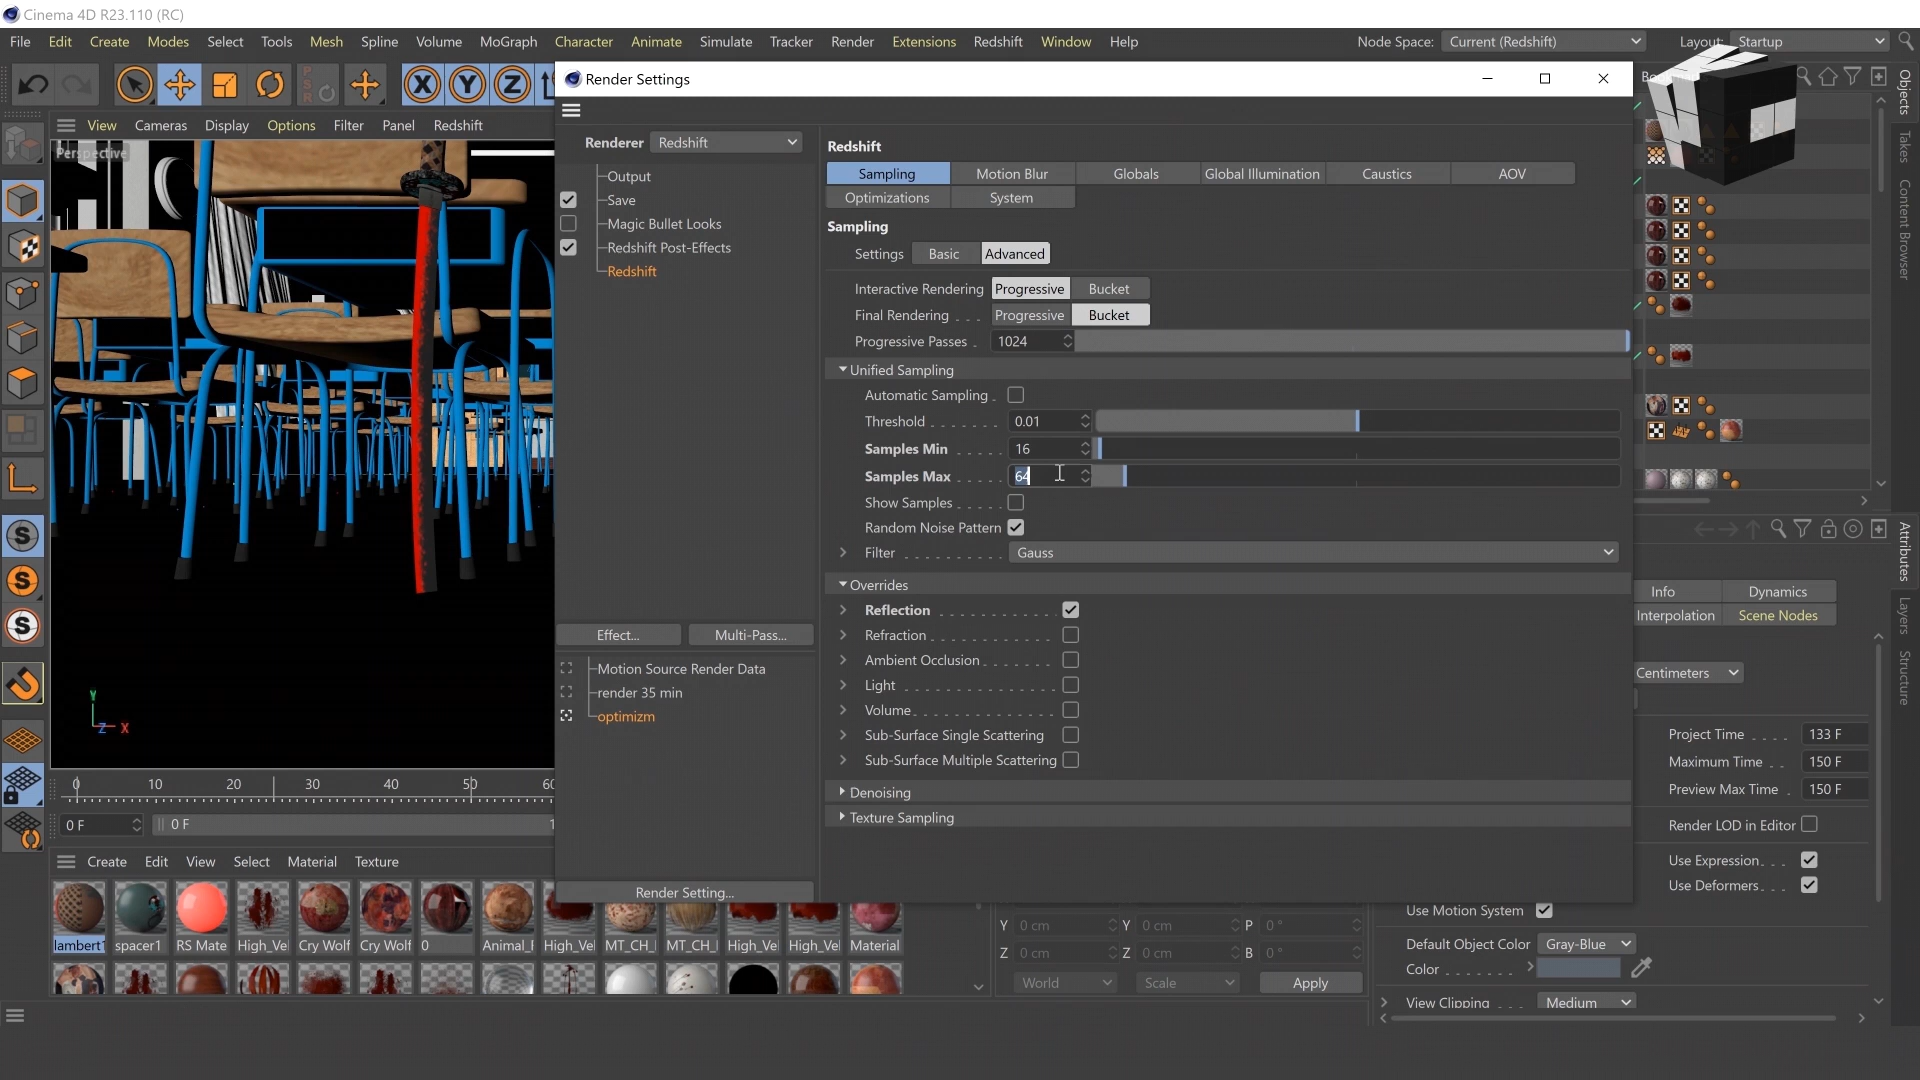 Cinema 4D R23.110 (RC)
File Edit Create Modes Select Tools Mesh Spline Volume MoGraph Character Animate Simulate Tracker Render Extensions Redshift Window Help Node Space: Current (Redshift) Layout: Startup
Render Settings
View Cameras Display Options Filter Panel Redshift
Perspective
Renderer Redshift
Output
Save
Magic Bullet Looks
Redshift Post-Effects
Redshift
Effect... Multi-Pass...
Motion Source Render Data
render 35 min
optimizm
Render Setting...
Redshift
Sampling Motion Blur Globals Global Illumination Caustics AOV
Optimizations System
Sampling
Settings Basic Advanced
Interactive Rendering Progressive Bucket
Final Rendering . . . Progressive Bucket
Progressive Passes . 1024
Unified Sampling
Automatic Sampling .
Threshold . . . . . . . 0.01
Samples Min . . . . . 16
Samples Max . . . . . 64
Show Samples . . . . .
Random Noise Pattern
Filter . . . . . . . . . . Gauss
Overrides
Reflection . . . . . . . . . . . .
Refraction . . . . . . . . . . . .
Ambient Occlusion . . . . . . .
Light . . . . . . . . . . . . . . .
Volume . . . . . . . . . . . . . .
Sub-Surface Single Scattering
Sub-Surface Multiple Scattering
Denoising
Texture Sampling
Objects
Takes
Content Browser
Attributes
Layers
Structure
Info Dynamics
Interpolation Scene Nodes
Centimeters
Project Time . . . . 133 F
Maximum Time . . 150 F
Preview Max Time . 150 F
Render LOD in Editor
Use Expression. . .
Use Deformers. . .
Use Motion System
Default Object Color Gray-Blue
Color . . . . . . .
View Clipping . . . Medium
X Y Z
Y
Z X
0 10 20 30 40 50 60
0 F 0 F
Create Edit View Select Material Texture
lambert1 spacer1 RS Mate High_Vel Cry Wolf Cry Wolf 0 Animal_F High_Vel MT_CH_ MT_CH_ High_Vel High_Vel Material
Y 0 cm Y 0 cm P 0 °
Z 0 cm Z 0 cm B 0 °
World Scale Apply